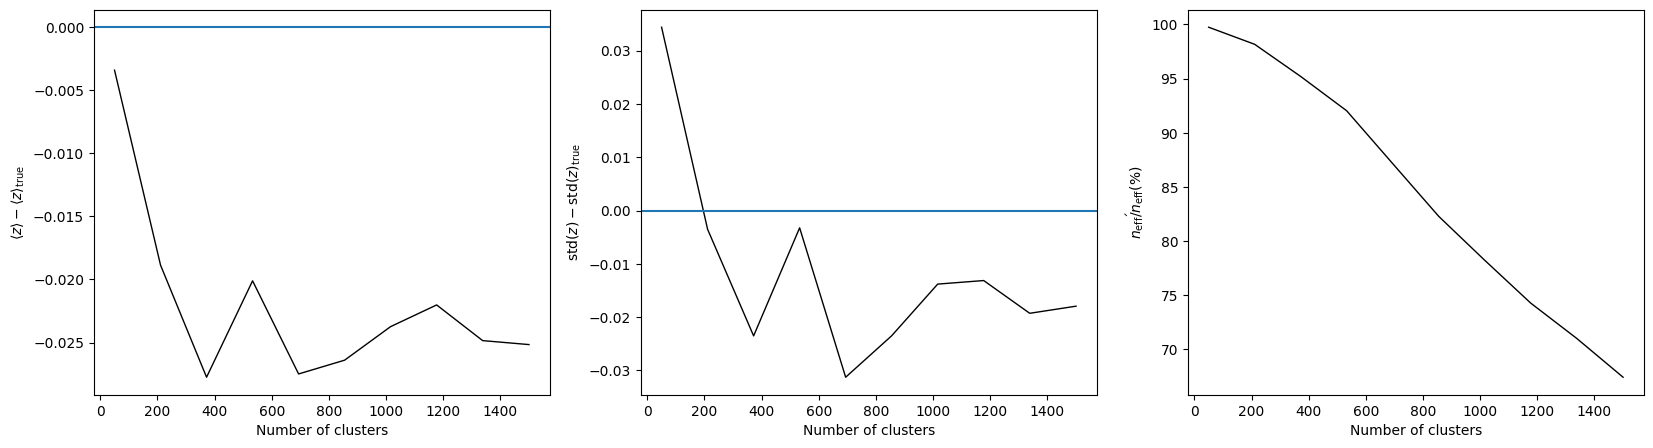 0.000
−0.005
−0.010
−0.015
−0.020
−0.025
⟨z⟩ − ⟨z⟩true
0 200 400 600 800 1000 1200 1400
Number of clusters
0.03
0.02
0.01
0.00
−0.01
−0.02
−0.03
std(z) − std(z)true
0 200 400 600 800 1000 1200 1400
Number of clusters
100
95
90
85
80
75
70
n′eff/neff(%)
0 200 400 600 800 1000 1200 1400
Number of clusters